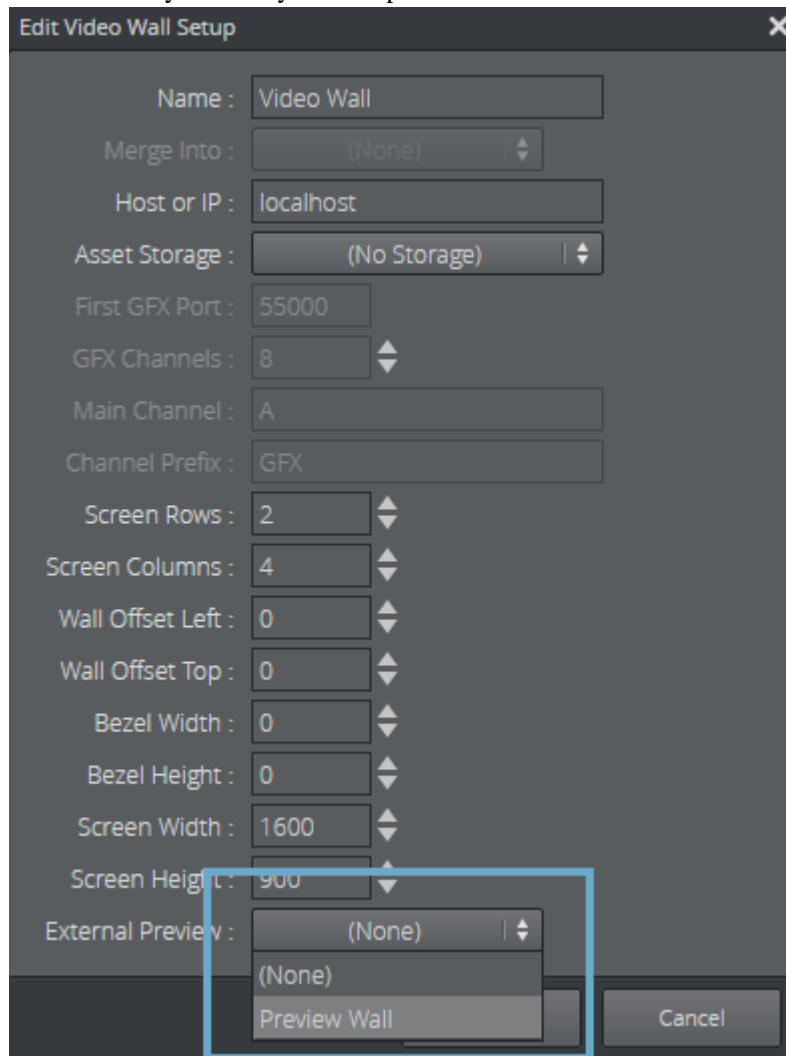 Edit Video Wall Setup
Name : Video Wall
Merge Into : (None)
Host or IP : localhost
Asset Storage : (No Storage)
First GFX Port : 55000
GFX Channels : 8
Main Channel : A
Channel Prefix : GFX
Screen Rows : 2
Screen Columns : 4
Wall Offset Left : 0
Wall Offset Top : 0
Bezel Width : 0
Bezel Height : 0
Screen Width : 1600
Screen Height : 900
External Preview : (None)
(None)
Preview Wall
Cancel